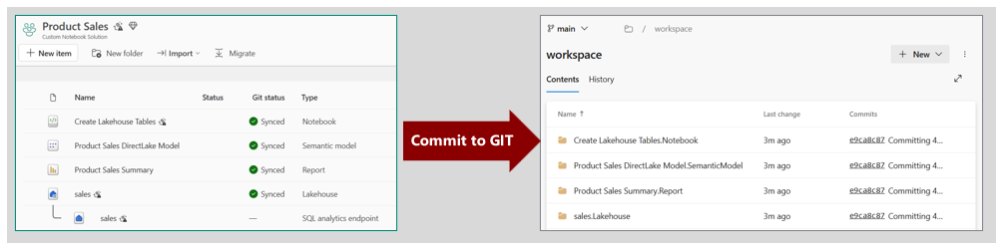 Product Sales
Custom Notebook Solution
+ New item New folder Import Migrate
Name Status Git status Type
Create Lakehouse Tables Synced Notebook
Product Sales DirectLake Model Synced Semantic model
Product Sales Summary Synced Report
sales Synced Lakehouse
sales — SQL analytics endpoint
Commit to GIT
main / workspace
workspace
+ New
Contents History
Name ↑ Last change Commits
Create Lakehouse Tables.Notebook 3m ago e9ca8c87 Committing 4...
Product Sales DirectLake Model.SemanticModel 3m ago e9ca8c87 Committing 4...
Product Sales Summary.Report 3m ago e9ca8c87 Committing 4...
sales.Lakehouse 3m ago e9ca8c87 Committing 4...